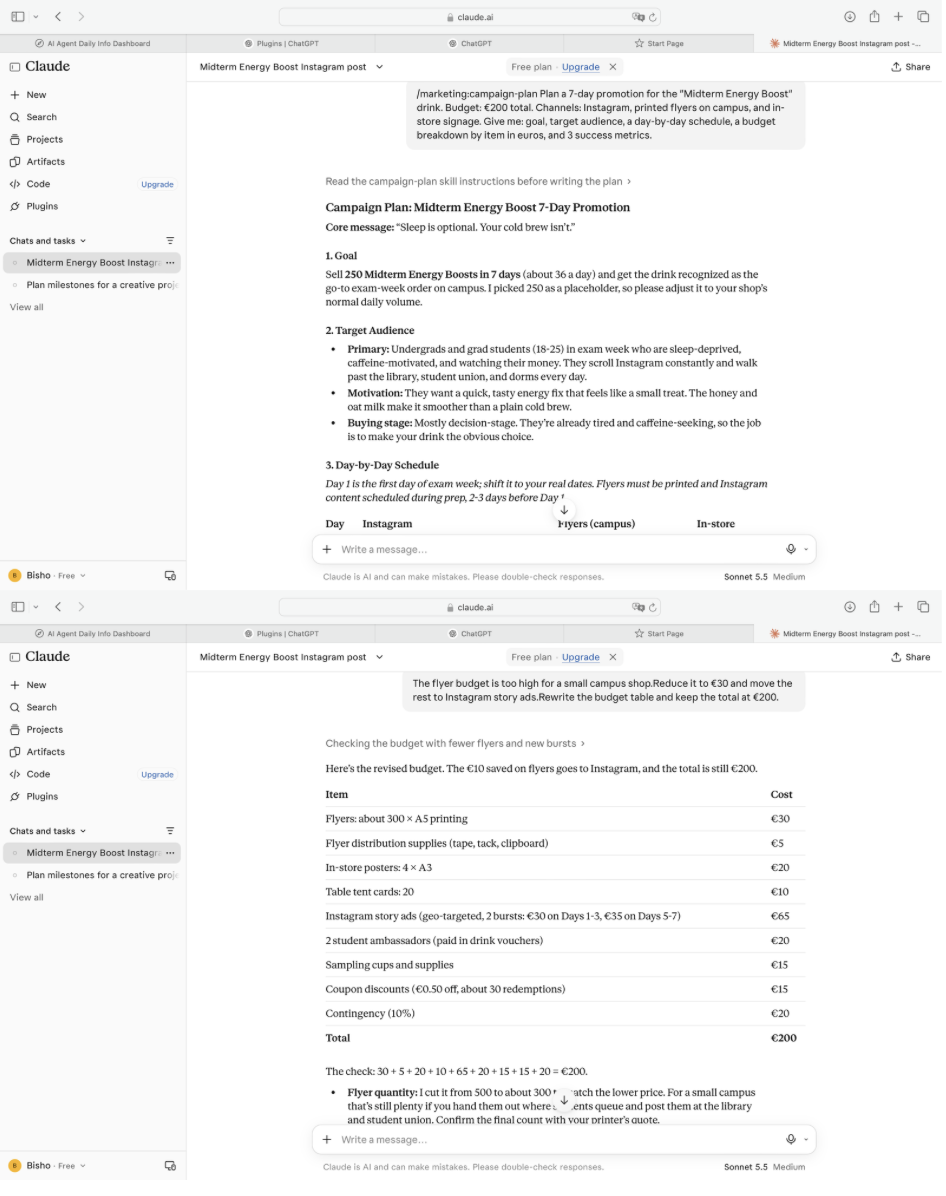 claude.ai
AI Agent Daily Info Dashboard
Plugins | ChatGPT
ChatGPT
Start Page
Midterm Energy Boost Instagram post -...
Claude
Midterm Energy Boost Instagram post
Free plan · Upgrade
Share
New
Search
Projects
Artifacts
Code Upgrade
Plugins
Chats and tasks
Midterm Energy Boost Instagra ...
Plan milestones for a creative proje
View all
B Bisho · Free
/marketing:campaign-plan Plan a 7-day promotion for the "Midterm Energy Boost"
drink. Budget: €200 total. Channels: Instagram, printed flyers on campus, and in-
store signage. Give me: goal, target audience, a day-by-day schedule, a budget
breakdown by item in euros, and 3 success metrics.
Read the campaign-plan skill instructions before writing the plan
Campaign Plan: Midterm Energy Boost 7-Day Promotion
Core message: “Sleep is optional. Your cold brew isn’t.”
1. Goal
Sell 250 Midterm Energy Boosts in 7 days (about 36 a day) and get the drink recognized as the
go-to exam-week order on campus. I picked 250 as a placeholder, so please adjust it to your shop’s
normal daily volume.
2. Target Audience
• Primary: Undergrads and grad students (18-25) in exam week who are sleep-deprived,
caffeine-motivated, and watching their money. They scroll Instagram constantly and walk
past the library, student union, and dorms every day.
• Motivation: They want a quick, tasty energy fix that feels like a small treat. The honey and
oat milk make it smoother than a plain cold brew.
• Buying stage: Mostly decision-stage. They’re already tired and caffeine-seeking, so the job
is to make your drink the obvious choice.
3. Day-by-Day Schedule
Day 1 is the first day of exam week; shift it to your real dates. Flyers must be printed and Instagram
content scheduled during prep, 2-3 days before Day 1
Day Instagram Flyers (campus) In-store
Write a message...
Claude is AI and can make mistakes. Please double-check responses.
Sonnet 5.5 Medium
claude.ai
AI Agent Daily Info Dashboard
Plugins | ChatGPT
ChatGPT
Start Page
Midterm Energy Boost Instagram post -...
Claude
Midterm Energy Boost Instagram post
Free plan · Upgrade
Share
New
Search
Projects
Artifacts
Code Upgrade
Plugins
Chats and tasks
Midterm Energy Boost Instagra ...
Plan milestones for a creative proje
View all
B Bisho · Free
The flyer budget is too high for a small campus shop.Reduce it to €30 and move the
rest to Instagram story ads.Rewrite the budget table and keep the total at €200.
Checking the budget with fewer flyers and new bursts
Here’s the revised budget. The €10 saved on flyers goes to Instagram, and the total is still €200.
Item Cost
Flyers: about 300 × A5 printing €30
Flyer distribution supplies (tape, tack, clipboard) €5
In-store posters: 4 × A3 €20
Table tent cards: 20 €10
Instagram story ads (geo-targeted, 2 bursts: €30 on Days 1-3, €35 on Days 5-7) €65
2 student ambassadors (paid in drink vouchers) €20
Sampling cups and supplies €15
Coupon discounts (€0.50 off, about 30 redemptions) €15
Contingency (10%) €20
Total €200
The check: 30 + 5 + 20 + 10 + 65 + 20 + 15 + 15 + 20 = €200.
• Flyer quantity: I cut it from 500 to about 300 to match the lower price. For a small campus
that’s still plenty if you hand them out where students queue and post them at the library
and student union. Confirm the final count with your printer’s quote.
Write a message...
Claude is AI and can make mistakes. Please double-check responses.
Sonnet 5.5 Medium